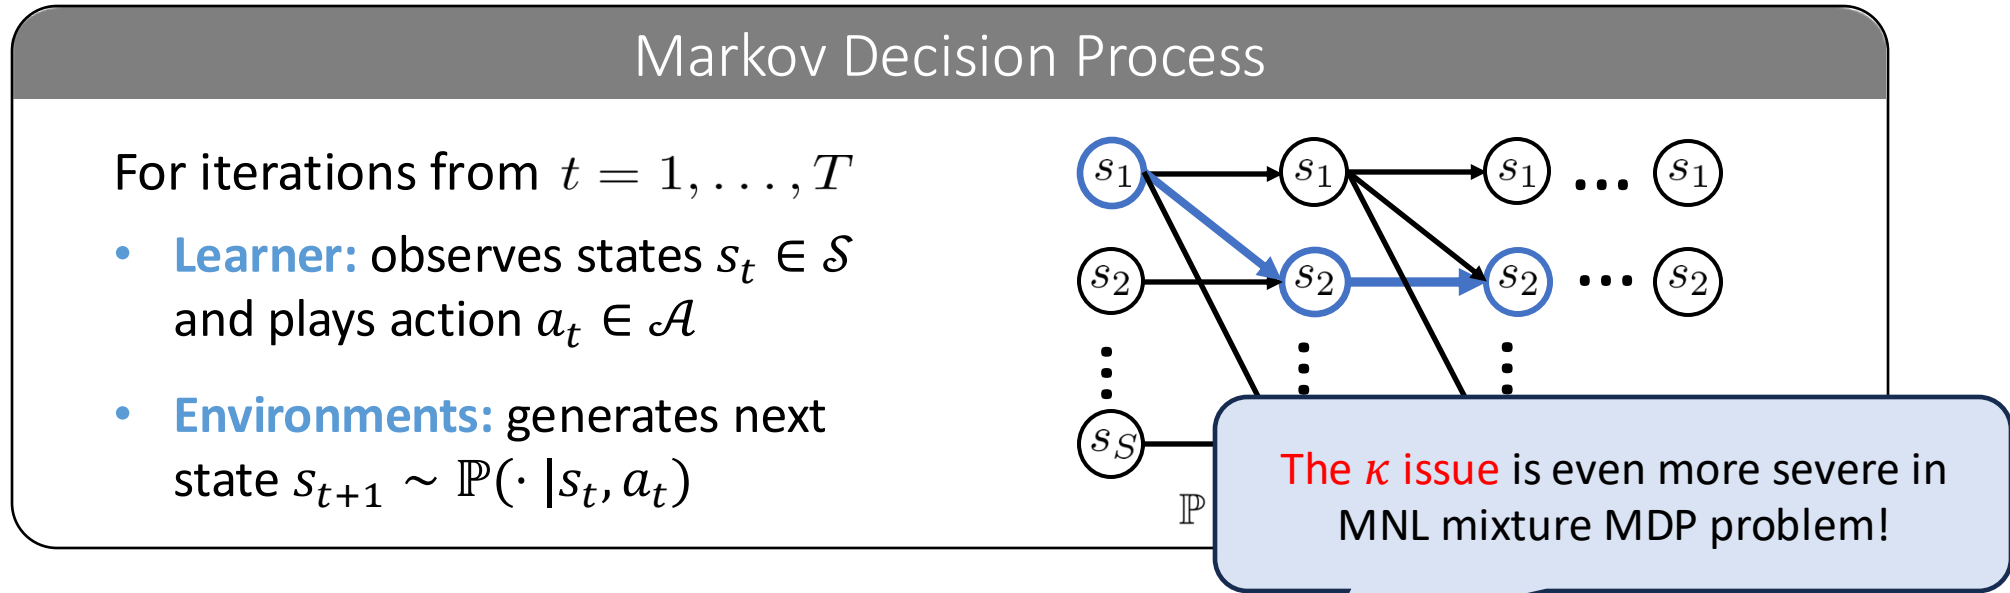 Markov Decision Process
For iterations from t = 1, . . . , T
• Learner: observes states s_t ∈ 𝒮
and plays action a_t ∈ 𝒜
• Environments: generates next
state s_{t+1} ~ ℙ(· |s_t, a_t)
s_1 s_1 s_1 ... s_1
s_2 s_2 s_2 ... s_2
s_S
ℙ
The κ issue is even more severe in
MNL mixture MDP problem!